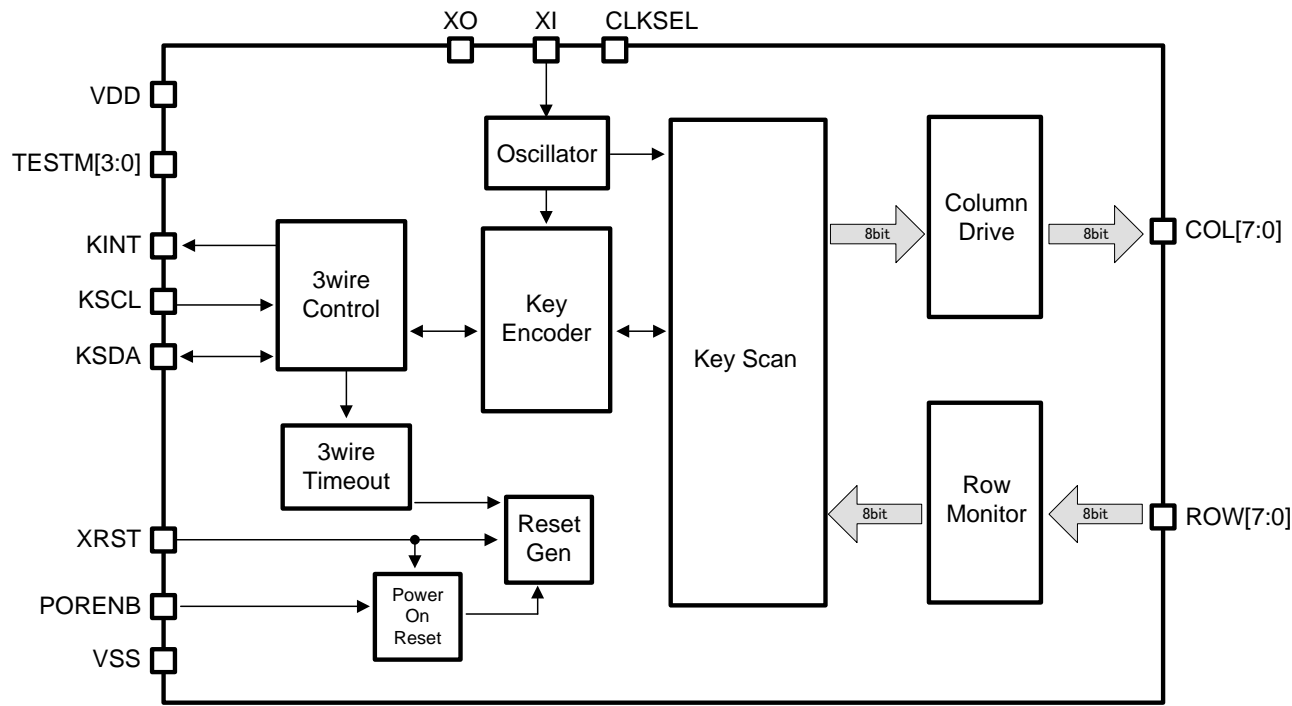 XO
XI
CLKSEL
VDD
TESTM[3:0]
KINT
KSCL
KSDA
XRST
PORENB
VSS
Oscillator
3wire
Control
Key
Encoder
Key Scan
8bit
Column
Drive
8bit
COL[7:0]
3wire
Timeout
Reset
Gen
Power
On
Reset
8bit
Row
Monitor
8bit
ROW[7:0]